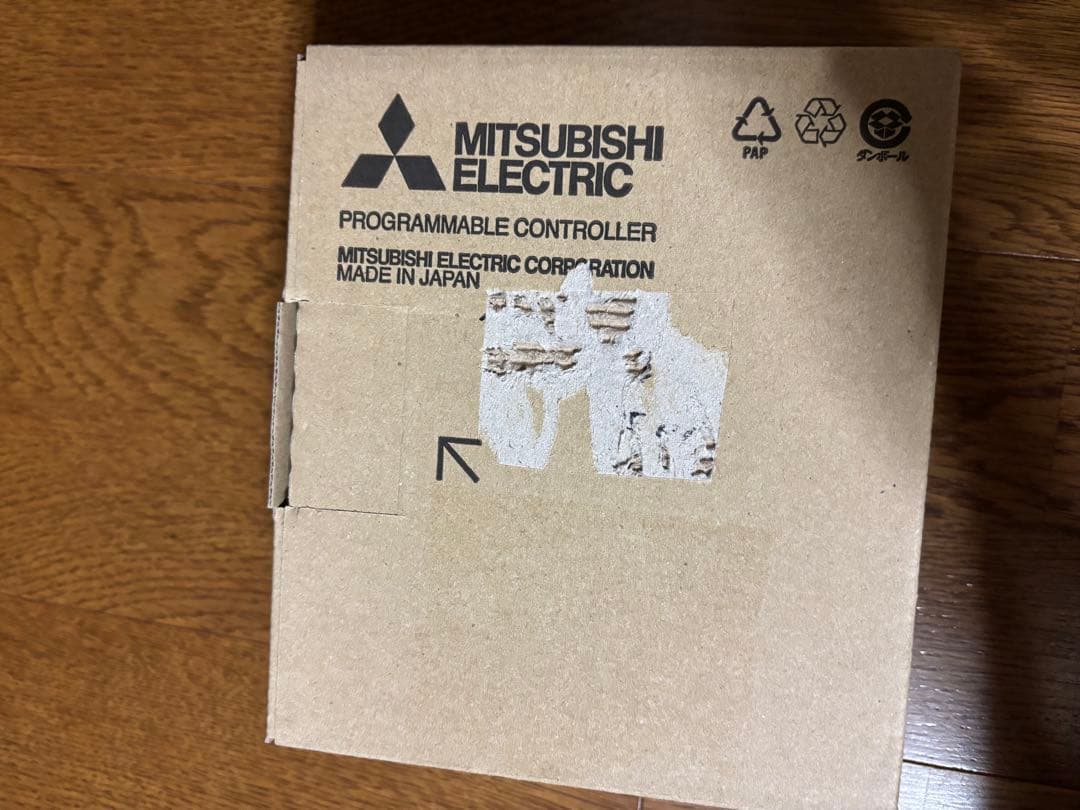 MITSUBISHI
ELECTRIC
PROGRAMMABLE CONTROLLER
MITSUBISHI ELECTRIC CORPORATION
MADE IN JAPAN
PAP
ダンボール